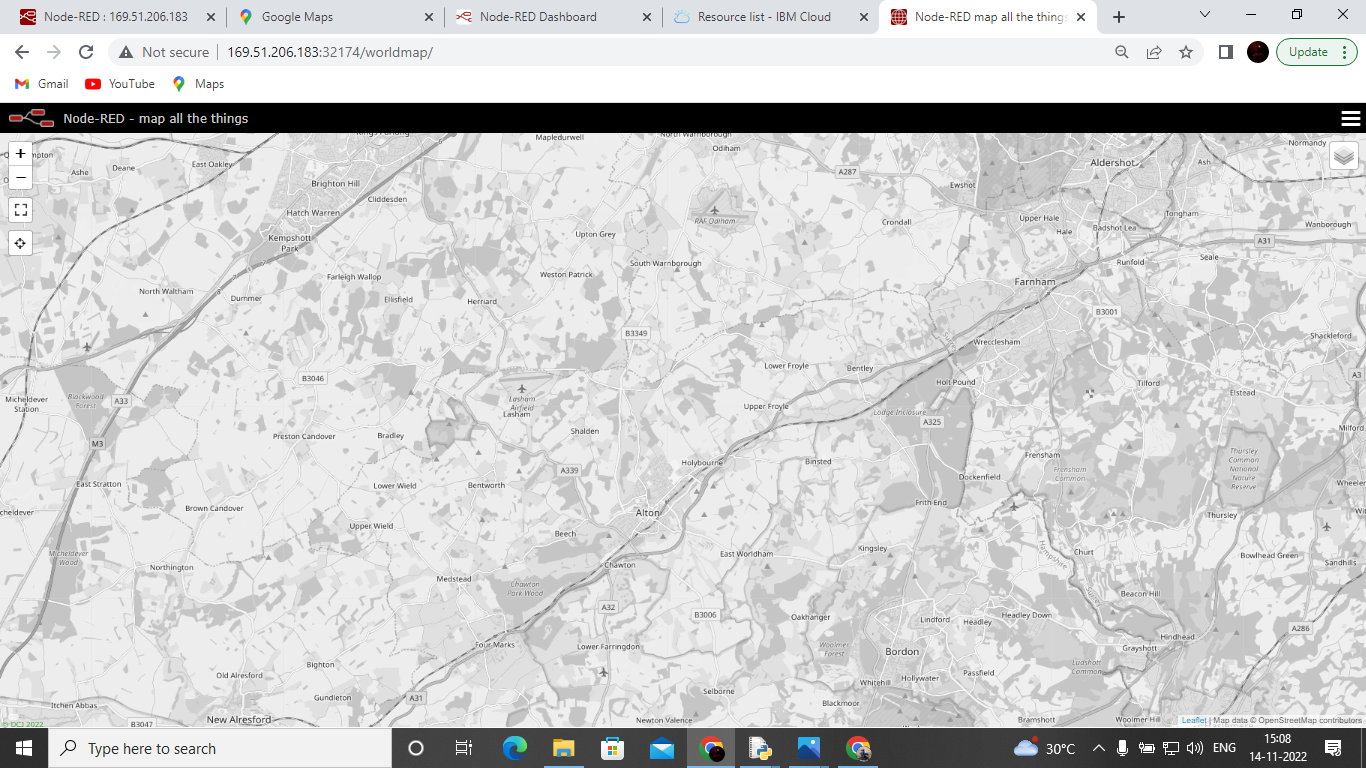 Node-RED : 169.51.206.183
Google Maps
Node-RED Dashboard
Resource list - IBM Cloud
Node-RED map all the things
Not secure
169.51.206.183:32174/worldmap/
Update
Gmail
YouTube
Maps
Node-RED - map all the things
Mapledurwell
North Warnborough
Odiham
Normandy
Ashe
Deane
East Oakley
Aldershot
Ash
A287
Brighton Hill
Cliddesden
Ewshot
Hatch Warren
RAF Odiham
Crondall
Upper Hale
Hale
Tongham
Badshot Lea
Wanborough
Kempshott
Park
Upton Grey
A31
South Warnborough
Runfold
Seale
Farleigh Wallop
Weston Patrick
Farnham
North Waltham
Dummer
Ellisfield
Herriard
B3001
B3349
Wrecclesham
Shackleford
Surrey
Lower Froyle
Bentley
A3
B3046
Holt Pound
Tilford
Elstead
Micheldever
Station
Blackwood
Forest
A33
Lasham
Airfield
Lasham
Upper Froyle
Lodge Inclosure
A325
Milford
M3
Preston Candover
Bradley
Shalden
Frensham
Thursley
Common
National
Nature
Reserve
Holybourne
Binsted
A339
Frensham
Common
Dockenfield
East Stratton
Lower Wield
Bentworth
Brown Candover
Frith End
Alton
Thursley
Upper Wield
Beech
Kingsley
Hampshire
Churt
Bowlhead Green
Sandhills
Micheldever
Wood
Northington
East Worldham
Chawton
Medstead
Chawton
Park Wood
Surrey
Beacon Hill
A32
B3006
Oakhanger
Lindford
Headley
Headley Down
A286
Hindhead
Four Marks
Lower Farringdon
Woolmer
Forest
Bordon
Grayshott
Bighton
Ludshott
Common
Old Alresford
Passfield
Whitehill
Hollywater
Gundleton
A31
Selborne
Itchen Abbas
Blackmoor
New Alresford
Newton Valence
Bramshott
Woolmer Hill
© DCJ 2022
B3047
Leaflet | Map data © OpenStreetMap contributors
Type here to search
30°C
ENG
15:08
14-11-2022